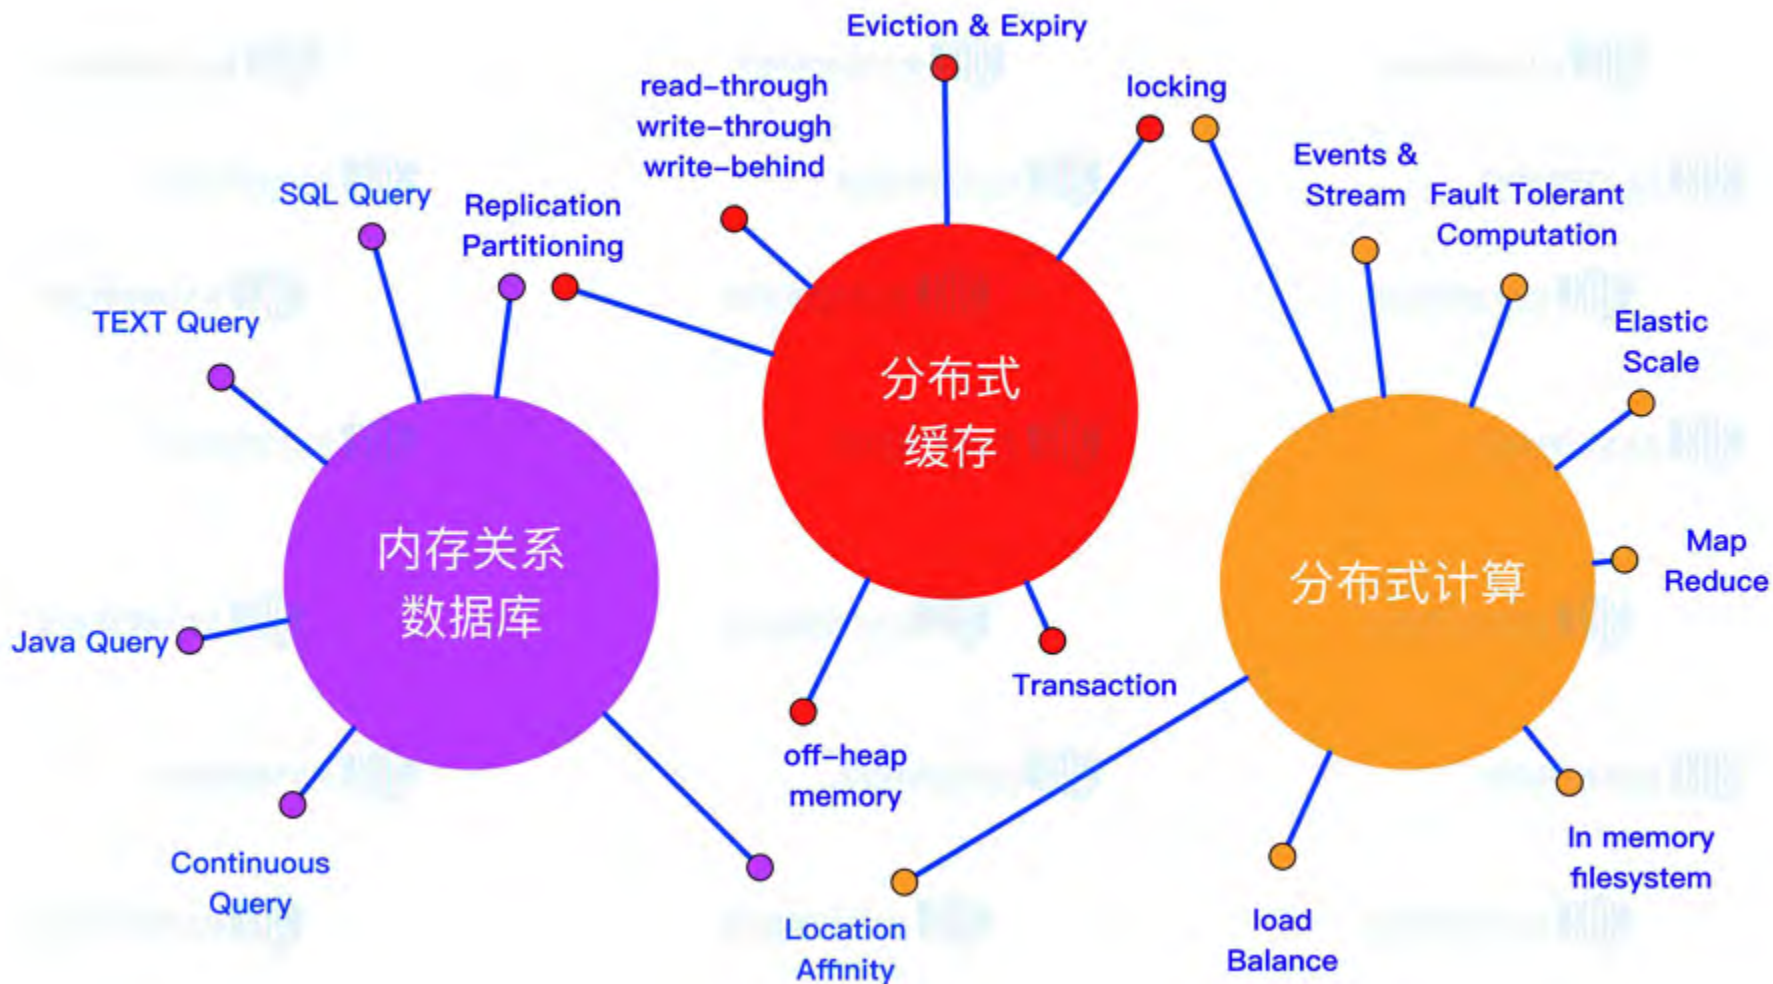 Eviction & Expiry
read-through
write-through
write-behind
locking
Events &
Stream
SQL Query
Replication
Partitioning
Fault Tolerant
Computation
TEXT Query
Elastic
Scale
分布式
缓存
内存关系
数据库
分布式计算
Map
Reduce
Java Query
Transaction
off-heap
memory
Continuous
Query
In memory
filesystem
Location
Affinity
load
Balance